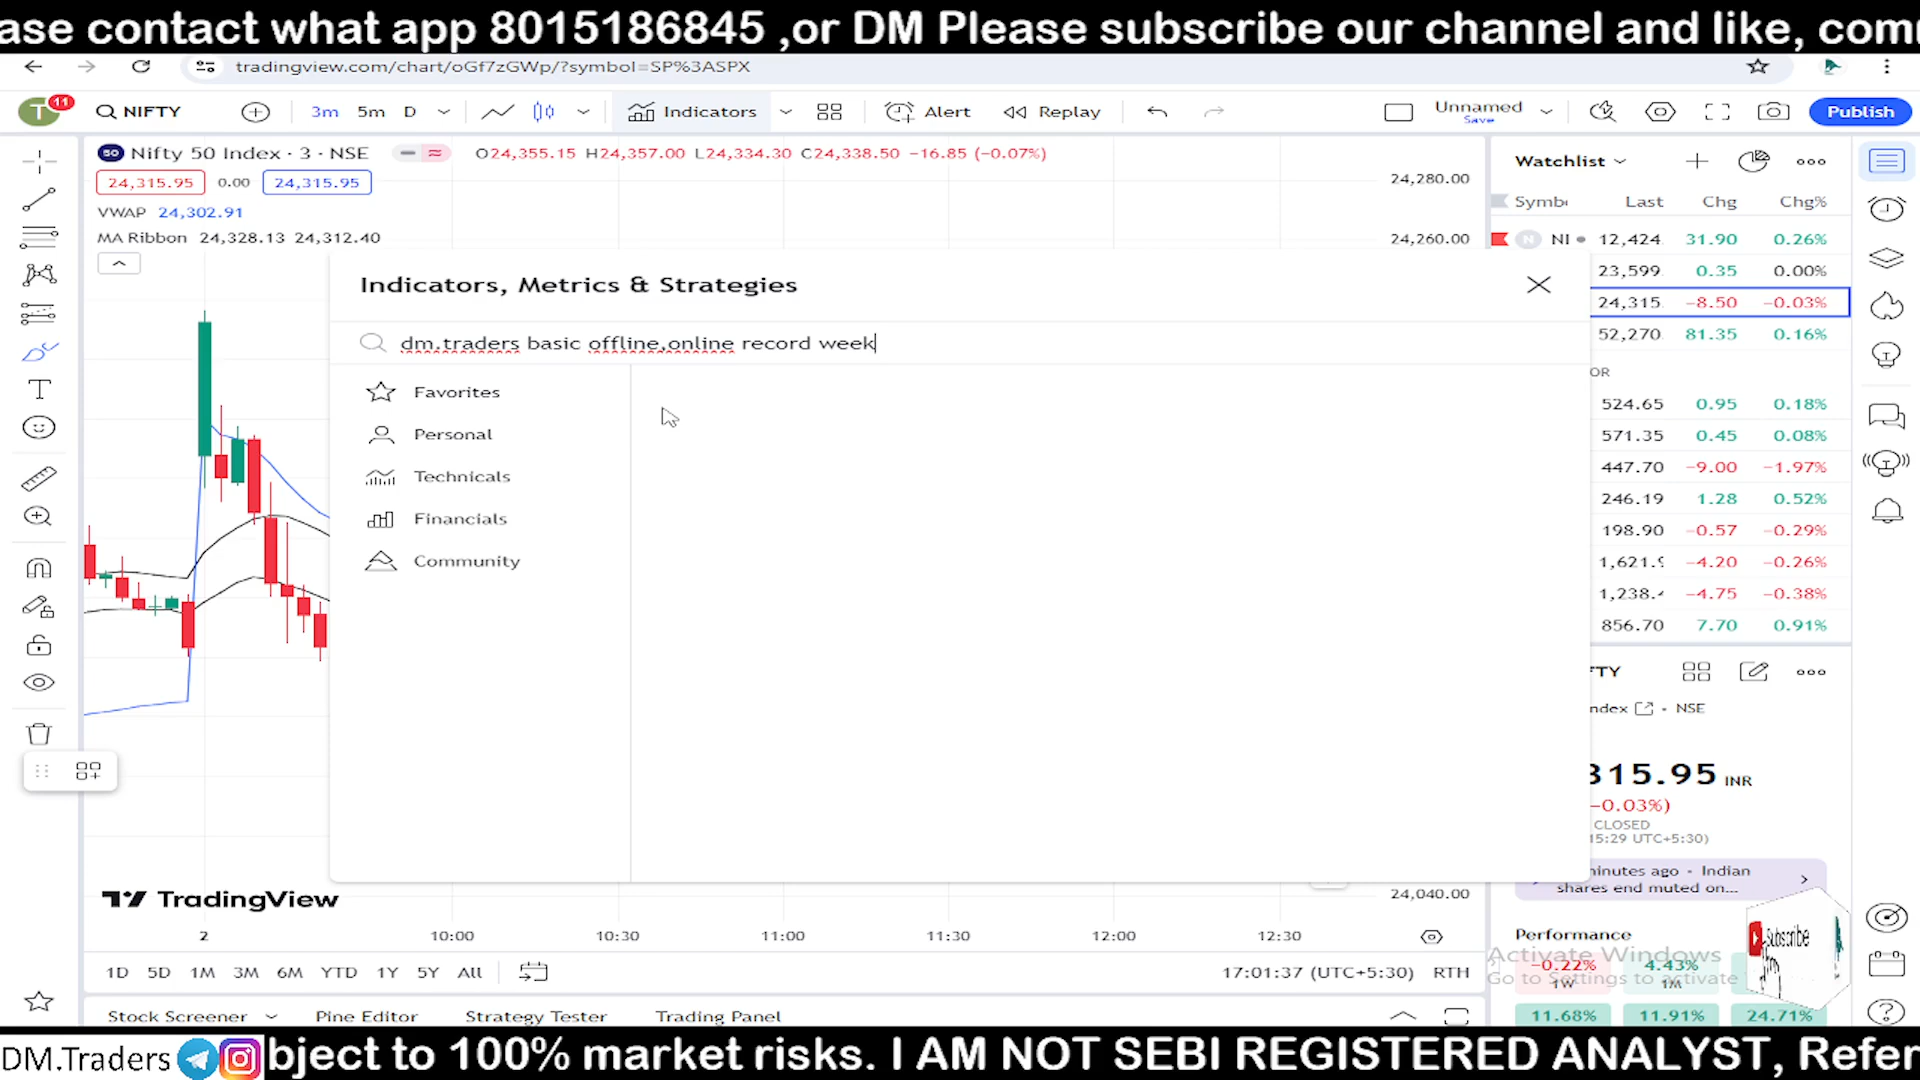 ase contact what app 8015186845 ,or DM Please subscribe our channel and like, com
tradingview.com/chart/oGf7zGWp/?symbol=SP%3ASPX
T 11
NIFTY
3m 5m D
Indicators
Alert
Replay
Unnamed
Save
Publish
50 Nifty 50 Index · 3 · NSE
O24,355.15 H24,357.00 L24,334.30 C24,338.50 −16.85 (−0.07%)
24,315.95 0.00 24,315.95
VWAP 24,302.91
MA Ribbon 24,328.13 24,312.40
24,280.00
24,260.00
Indicators, Metrics & Strategies
dm.traders basic offline,online record week
Favorites
Personal
Technicals
Financials
Community
24,040.00
TradingView
2 10:00 10:30 11:00 11:30 12:00 12:30
1D 5D 1M 3M 6M YTD 1Y 5Y All
17:01:37 (UTC+5:30) RTH
Stock Screener Pine Editor Strategy Tester Trading Panel
Watchlist
Symb Last Chg Chg%
N NI 12,424 31.90 0.26%
23,599 0.35 0.00%
24,315 −8.50 −0.03%
52,270 81.35 0.16%
OR
524.65 0.95 0.18%
571.35 0.45 0.08%
447.70 −9.00 −1.97%
246.19 1.28 0.52%
198.90 −0.57 −0.29%
1,621.9 −4.20 −0.26%
1,238. −4.75 −0.38%
856.70 7.70 0.91%
TY
ndex · NSE
315.95 INR
−0.03%)
CLOSED
15:29 UTC+5:30)
inutes ago · Indian
shares end muted on...
Performance
Activate Windows
Go to Settings to activate
−0.22% 4.43%
1W 1M
11.68% 11.91% 24.71%
Subscribe
DM.Traders
bject to 100% market risks. I AM NOT SEBI REGISTERED ANALYST, Refer